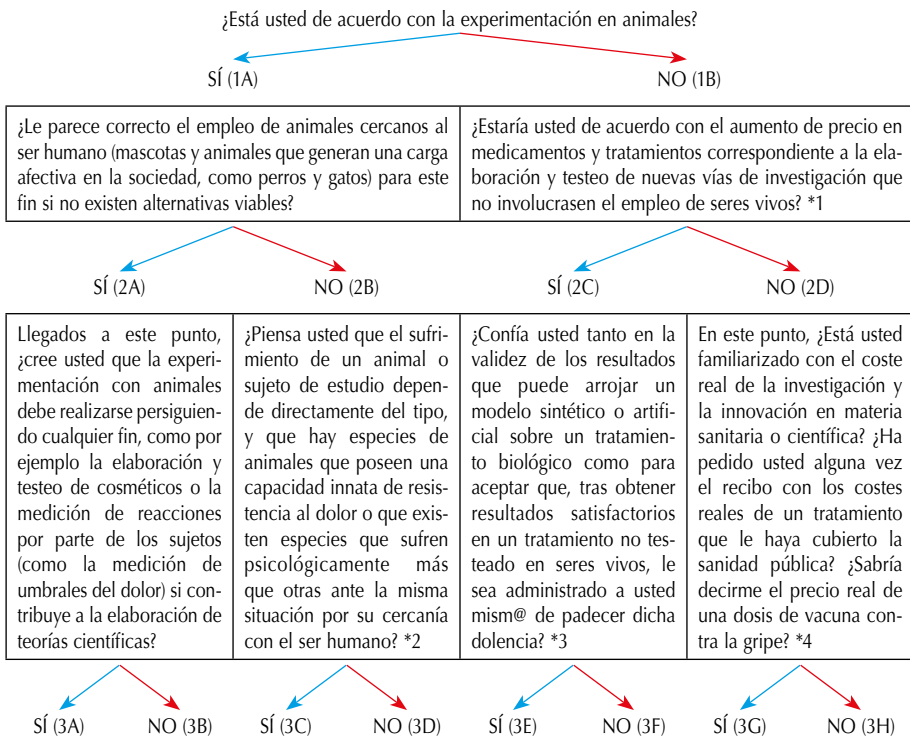 ¿Está usted de acuerdo con la experimentación en animales?
SÍ (1A)
NO (1B)
¿Le parece correcto el empleo de animales cercanos al
ser humano (mascotas y animales que generan una carga
afectiva en la sociedad, como perros y gatos) para este
fin si no existen alternativas viables?
¿Estaría usted de acuerdo con el aumento de precio en
medicamentos y tratamientos correspondiente a la ela-
boración y testeo de nuevas vías de investigación que
no involucrasen el empleo de seres vivos? *1
SÍ (2A)
NO (2B)
SÍ (2C)
NO (2D)
Llegados a este punto,
¿cree usted que la experi-
mentación con animales
debe realizarse persiguien-
do cualquier fin, como por
ejemplo la elaboración y
testeo de cosméticos o la
medición de reacciones
por parte de los sujetos
(como la medición de
umbrales del dolor) si con-
tribuye a la elaboración de
teorías científicas?
¿Piensa usted que el sufri-
miento de un animal o
sujeto de estudio depen-
de directamente del tipo,
y que hay especies de
animales que poseen una
capacidad innata de resis-
tencia al dolor o que exis-
ten especies que sufren
psicológicamente más
que otras ante la misma
situación por su cercanía
con el ser humano? *2
¿Confía usted tanto en la
validez de los resultados
que puede arrojar un
modelo sintético o artifi-
cial sobre un tratamien-
to biológico como para
aceptar que, tras obtener
resultados satisfactorios
en un tratamiento no tes-
teado en seres vivos, le
sea administrado a usted
mism@ de padecer dicha
dolencia? *3
En este punto, ¿Está usted
familiarizado con el coste
real de la investigación y
la innovación en materia
sanitaria o científica? ¿Ha
pedido usted alguna vez
el recibo con los costes
reales de un tratamiento
que le haya cubierto la
sanidad pública? ¿Sabría
decirme el precio real de
una dosis de vacuna con-
tra la gripe? *4
SÍ (3A)
NO (3B)
SÍ (3C)
NO (3D)
SÍ (3E)
NO (3F)
SÍ (3G)
NO (3H)